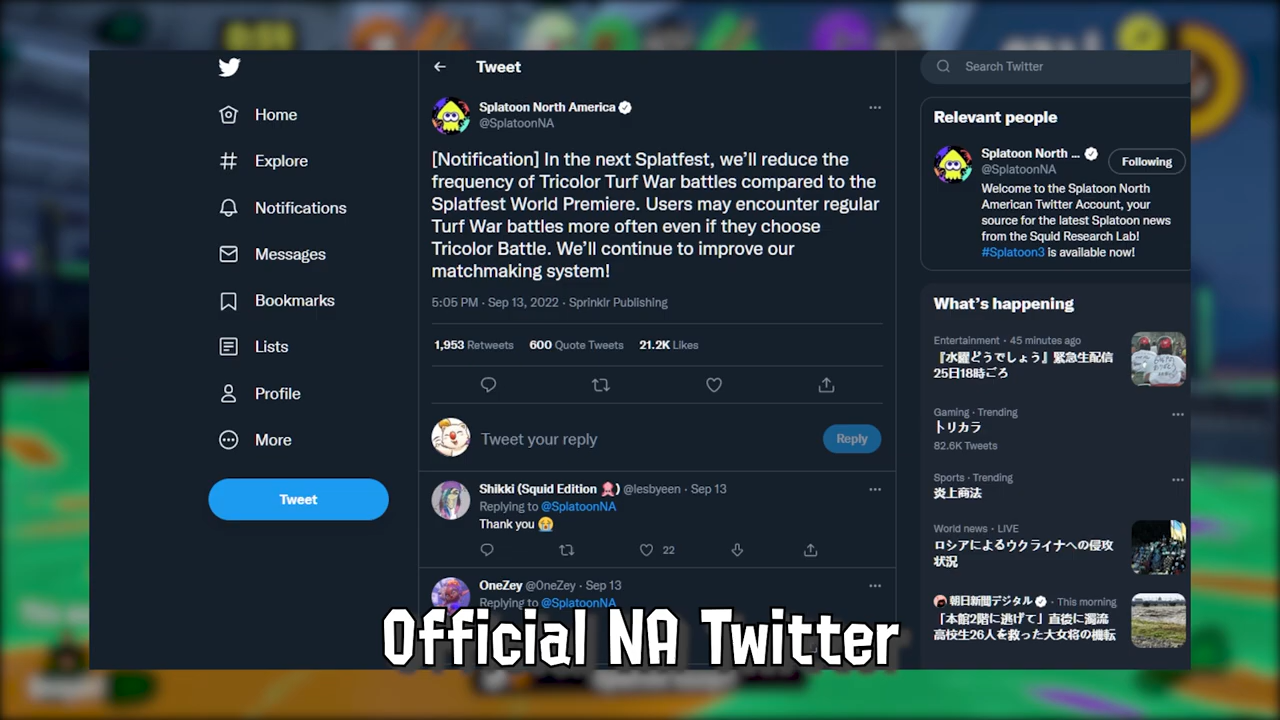 Home
Explore
Notifications
Messages
Bookmarks
Lists
Profile
More
Tweet
Tweet
Splatoon North America
@SplatoonNA
[Notification] In the next Splatfest, we'll reduce the
frequency of Tricolor Turf War battles compared to the
Splatfest World Premiere. Users may encounter regular
Turf War battles more often even if they choose
Tricolor Battle. We'll continue to improve our
matchmaking system!
5:05 PM · Sep 13, 2022 · Sprinklr Publishing
1,953 Retweets 600 Quote Tweets 21.2K Likes
Tweet your reply
Reply
Shikki (Squid Edition 🦑) @lesbyeen · Sep 13
Replying to @SplatoonNA
Thank you 😭
22
OneZey @OneZey · Sep 13
Replying to @SplatoonNA
Search Twitter
Relevant people
Splatoon North ...
@SplatoonNA
Following
Welcome to the Splatoon North
American Twitter Account, your
source for the latest Splatoon news
from the Squid Research Lab!
#Splatoon3 is available now!
What's happening
Entertainment · 45 minutes ago
『水曜どうでしょう』緊急生配信
25日18時ごろ
Gaming · Trending
トリカラ
82.6K Tweets
Sports · Trending
炎上商法
World news · LIVE
ロシアによるウクライナへの侵攻
状況
朝日新聞デジタル · This morning
「本館2階に逃げて」直後に濁流
高校生26人を救った大女将の機転
Official NA Twitter